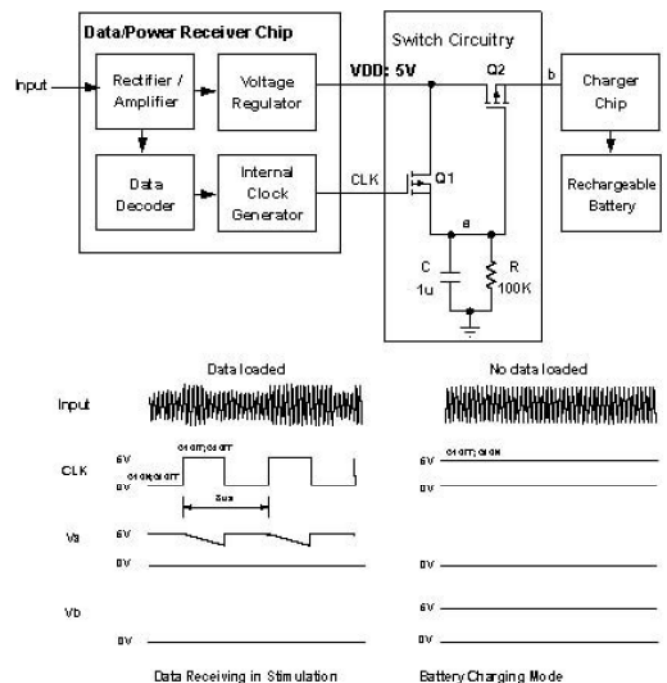 Data/Power Receiver Chip
Switch Circuitry
Input
Rectifier /
Amplifier
Voltage
Regulator
VDD: 5V
Q2
b
Charger
Chip
Data
Decoder
Internal
Clock
Generator
CLK
Q1
Rechargeable
Battery
a
C
1u
R
100K
Data loaded
No data loaded
Input
CLK
5V
0V
5V
0V
Va
5V
0V
0V
Vb
0V
5V
0V
Data Receiving in Stimulation
Battery Charging Mode